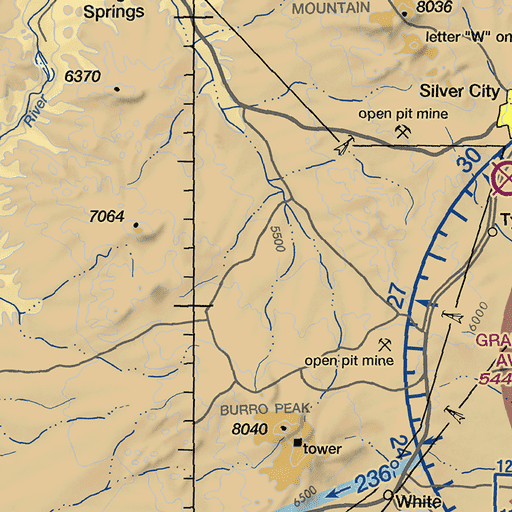 Springs
MOUNTAIN
8036
letter "W" on
6370
River
Silver City
open pit mine
30
7064
5500
27
6000
GRA
AV
544
open pit mine
BURRO PEAK
8040
tower
24
236°
6500
White
12